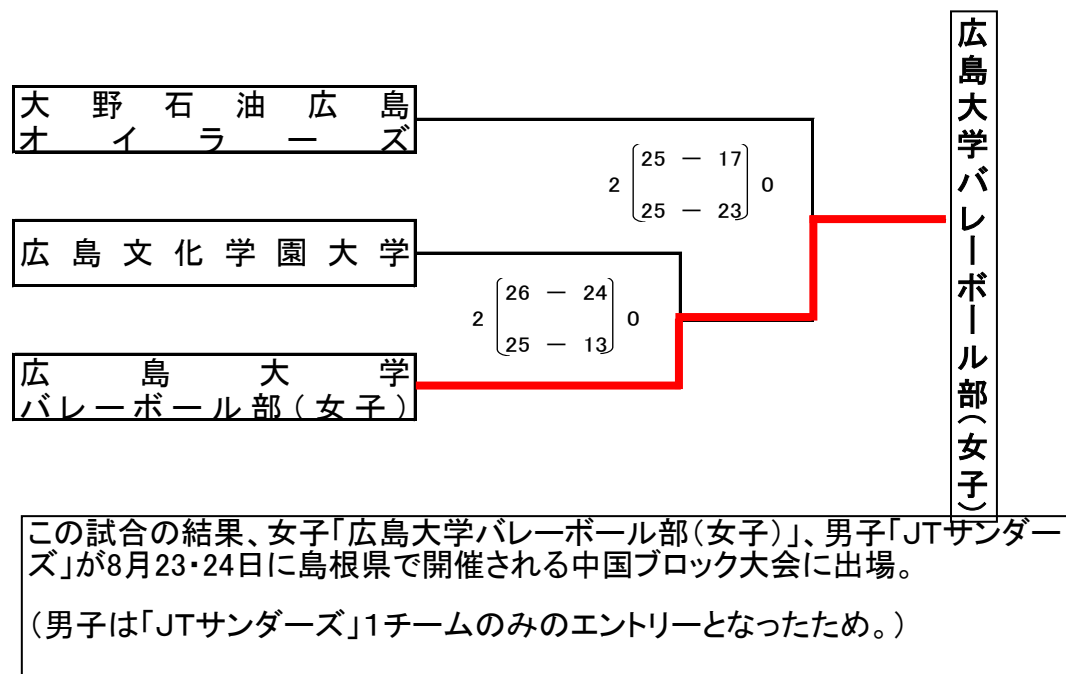 大野石油広島
オイラーズ
広島文化学園大学
広島大学
バレーボール部(女子)
2 25 － 17 0
25 － 23
2 26 － 24 0
25 － 13
広島大学バレーボール部(女子)
この試合の結果、女子「広島大学バレーボール部(女子)」、男子「JTサンダー
ズ」が8月23・24日に島根県で開催される中国ブロック大会に出場。
(男子は「JTサンダーズ」1チームのみのエントリーとなったため。)